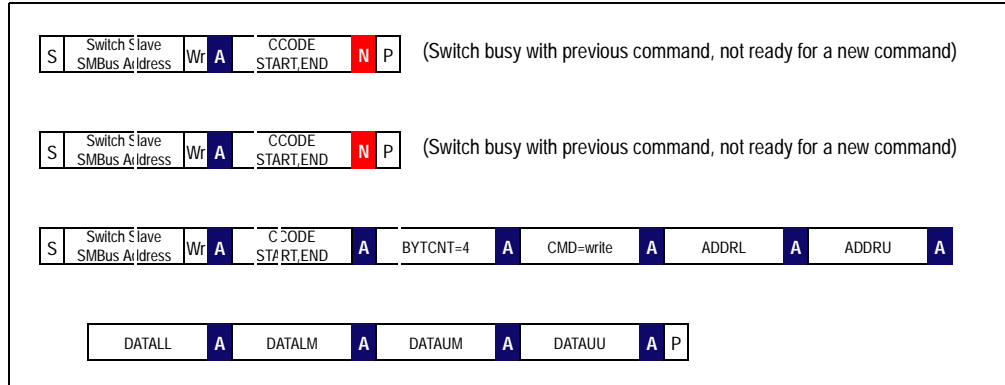 S Switch Slave SMBus Address Wr A CCODE START,END N P (Switch busy with previous command, not ready for a new command)
S Switch Slave SMBus Address Wr A CCODE START,END N P (Switch busy with previous command, not ready for a new command)
S Switch Slave SMBus Address Wr A CCODE START,END A BYTCNT=4 A CMD=write A ADDRL A ADDRU A
DATALL A DATALM A DATAUM A DATAUU A P